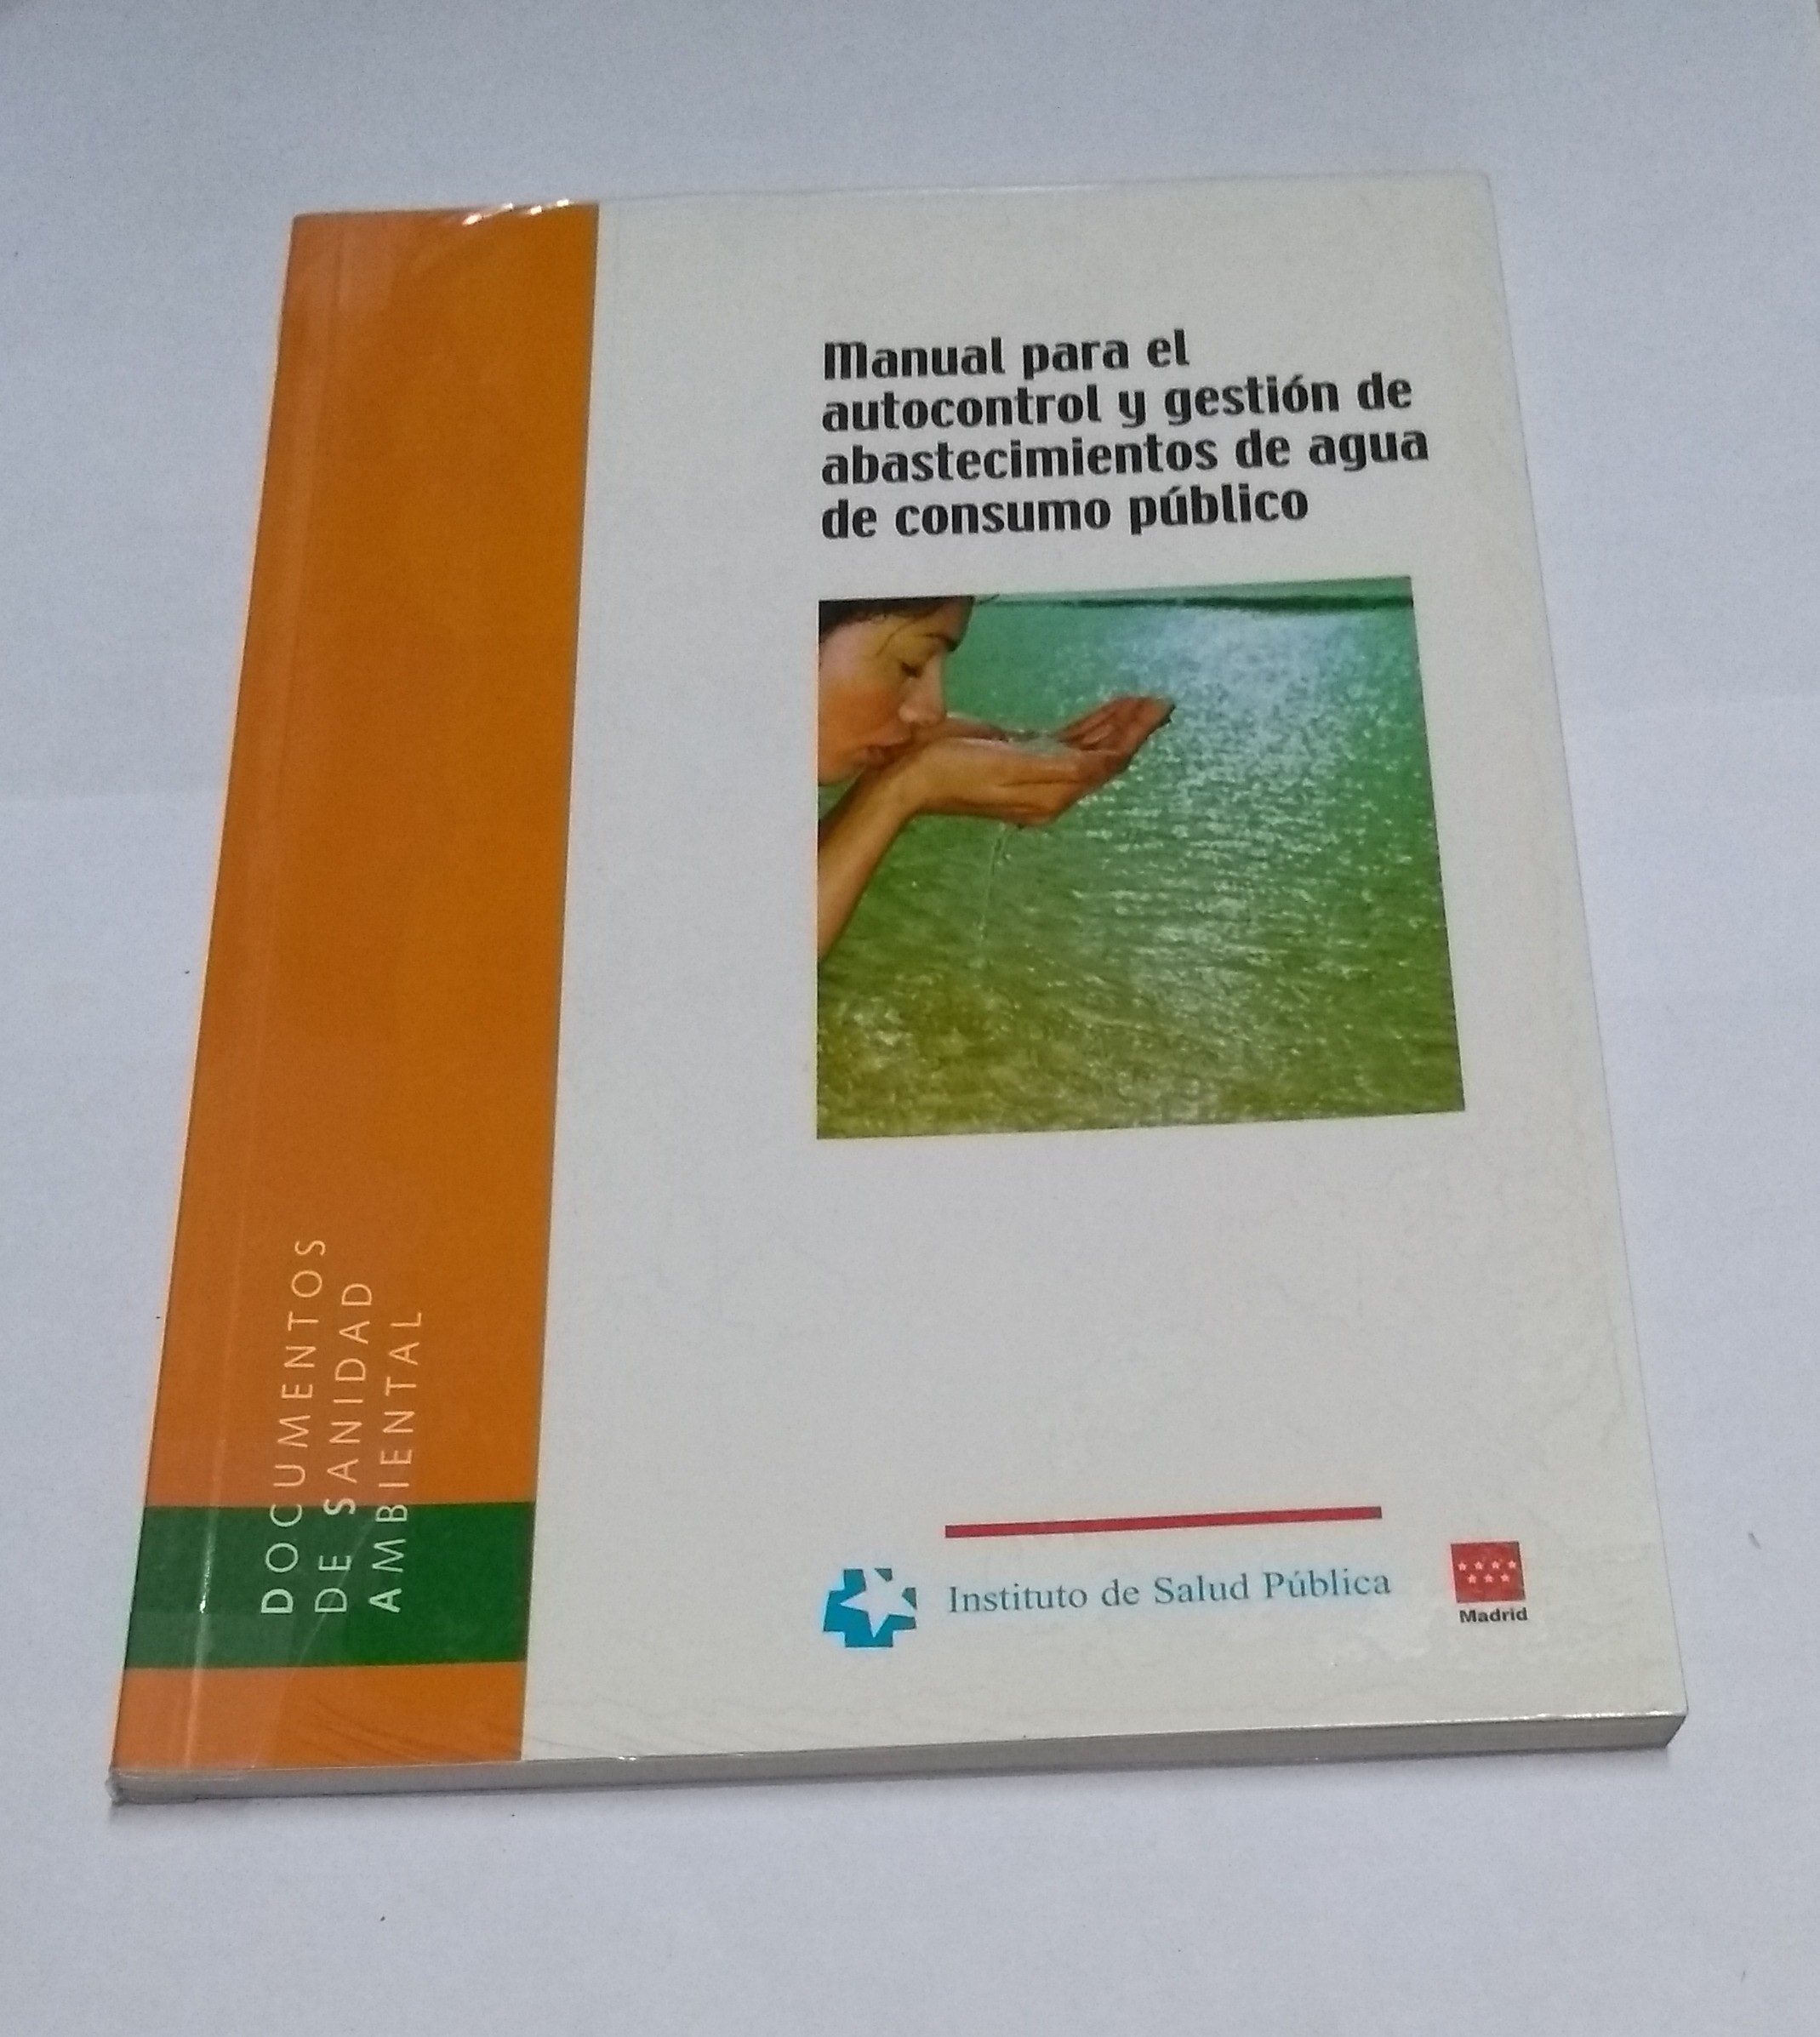 Manual para el
autocontrol y gestión de
abastecimientos de agua
de consumo público
DOCUMENTOS
DE SANIDAD
AMBIENTAL
Instituto de Salud Pública
Madrid